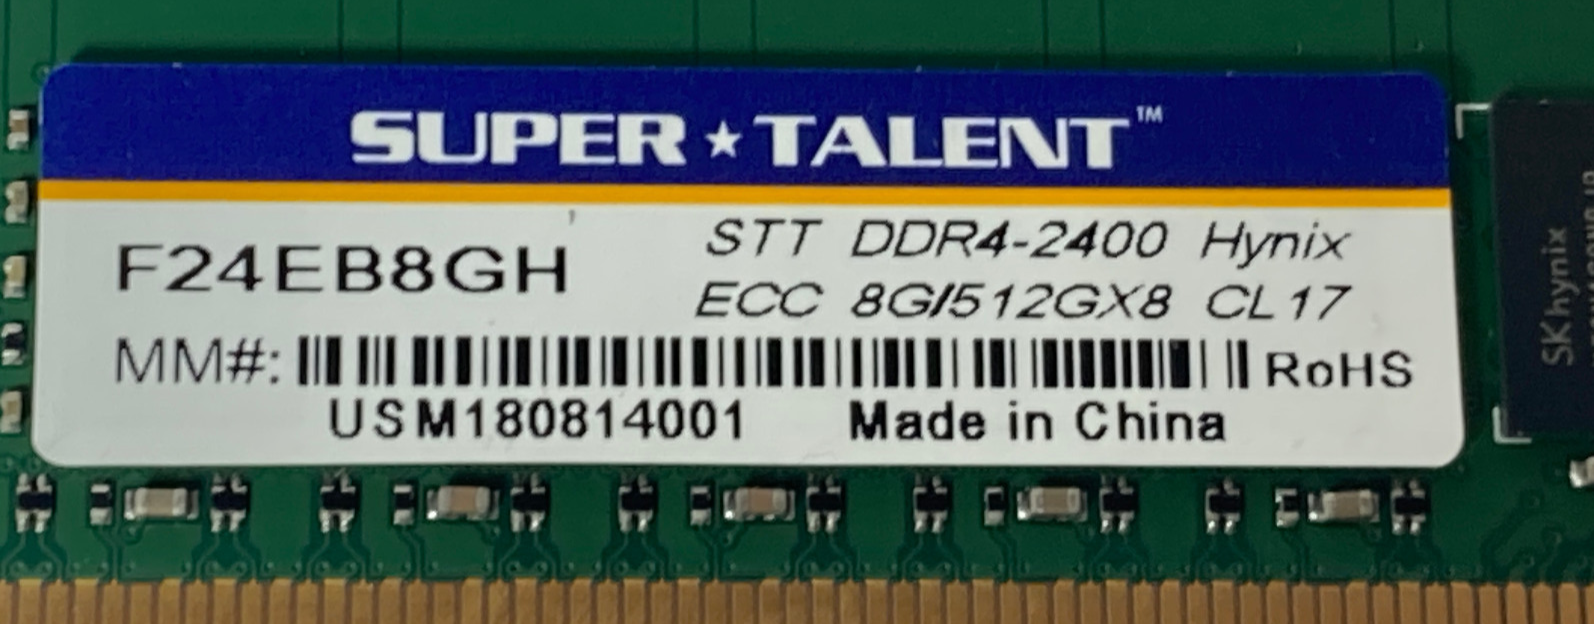 SUPER★TALENT™
F24EB8GH
STT DDR4-2400 Hynix
ECC 8G/512GX8 CL17
MM#: RoHS
USM180814001 Made in China
SK hynix